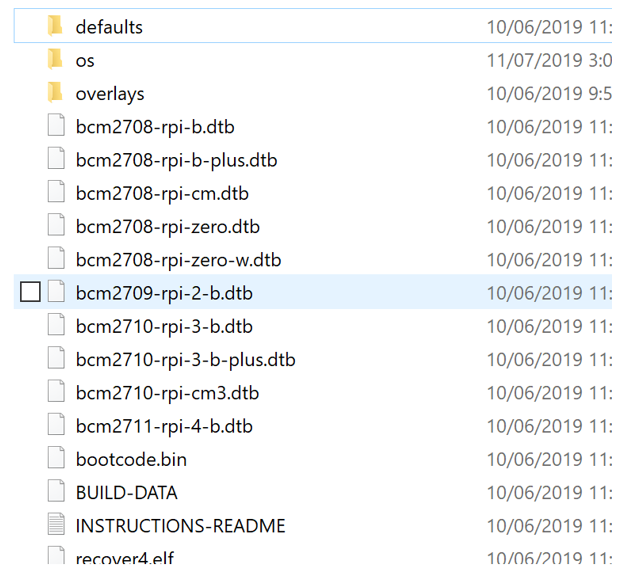 defaults 10/06/2019 11:
os 11/07/2019 3:0
overlays 10/06/2019 9:5
bcm2708-rpi-b.dtb 10/06/2019 11:
bcm2708-rpi-b-plus.dtb 10/06/2019 11:
bcm2708-rpi-cm.dtb 10/06/2019 11:
bcm2708-rpi-zero.dtb 10/06/2019 11:
bcm2708-rpi-zero-w.dtb 10/06/2019 11:
bcm2709-rpi-2-b.dtb 10/06/2019 11:
bcm2710-rpi-3-b.dtb 10/06/2019 11:
bcm2710-rpi-3-b-plus.dtb 10/06/2019 11:
bcm2710-rpi-cm3.dtb 10/06/2019 11:
bcm2711-rpi-4-b.dtb 10/06/2019 11:
bootcode.bin 10/06/2019 11:
BUILD-DATA 10/06/2019 11:
INSTRUCTIONS-README 10/06/2019 11:
recover4.elf 10/06/2019 11: